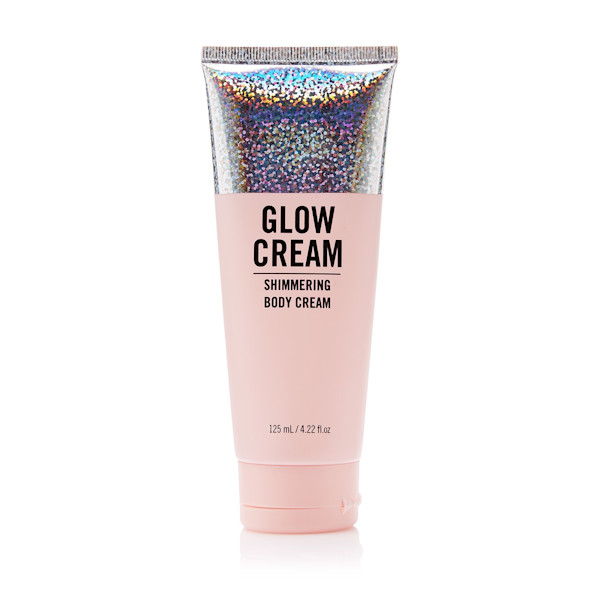 GLOW
CREAM
SHIMMERING
BODY CREAM
125 mL / 4.22 fl.oz